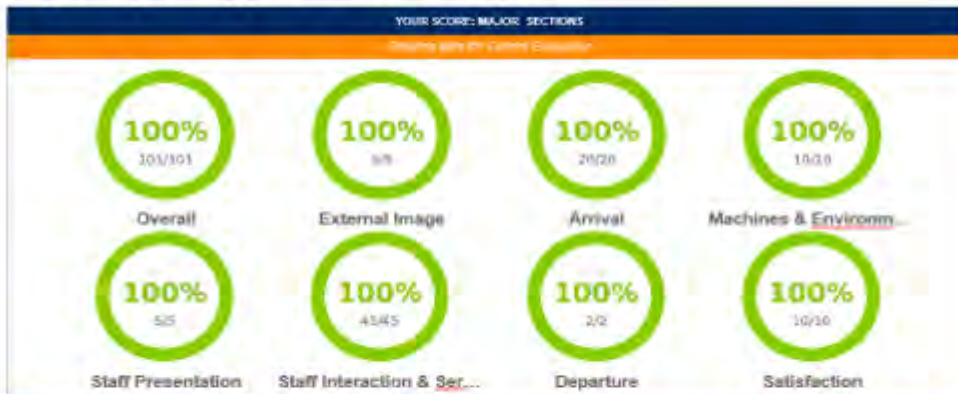 YOUR SCORE: MAJOR SECTIONS
100% 100% 100% 100%
101/101 20/20 10/10
Overall External Image Arrival Machines & Environm...
100% 100% 100% 100%
5/5 45/45 2/2 10/10
Staff Presentation Staff Interaction & Ser... Departure Satisfaction